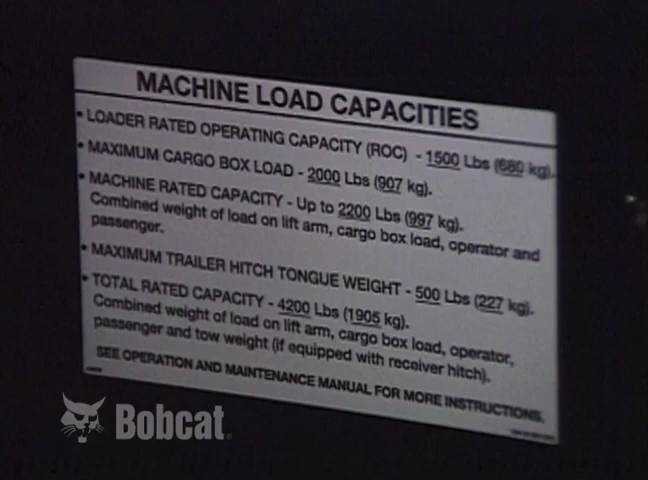 MACHINE LOAD CAPACITIES
• LOADER RATED OPERATING CAPACITY (ROC) - 1500 Lbs (680 kg).
• MAXIMUM CARGO BOX LOAD - 2000 Lbs (907 kg).
• MACHINE RATED CAPACITY - Up to 2200 Lbs (997 kg).
Combined weight of load on lift arm, cargo box load, operator and
passenger.
• MAXIMUM TRAILER HITCH TONGUE WEIGHT - 500 Lbs (227 kg).
• TOTAL RATED CAPACITY - 4200 Lbs (1905 kg).
Combined weight of load on lift arm, cargo box load, operator,
passenger and tow weight (if equipped with receiver hitch).
SEE OPERATION AND MAINTENANCE MANUAL FOR MORE INSTRUCTIONS.
Bobcat